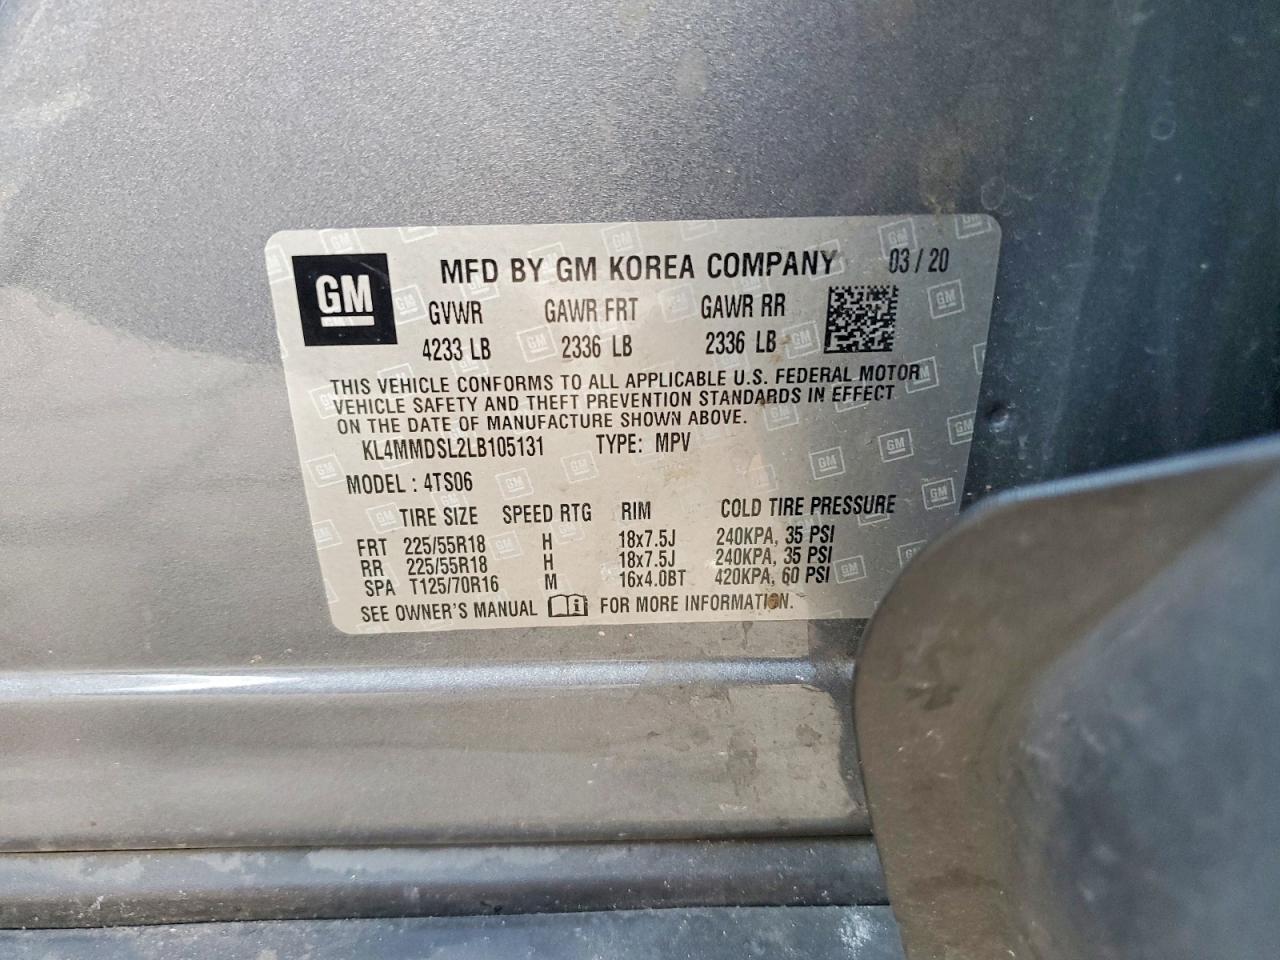 GM
MFD BY GM KOREA COMPANY 03 / 20
GVWR GAWR FRT GAWR RR
4233 LB 2336 LB 2336 LB
THIS VEHICLE CONFORMS TO ALL APPLICABLE U.S. FEDERAL MOTOR
VEHICLE SAFETY AND THEFT PREVENTION STANDARDS IN EFFECT
ON THE DATE OF MANUFACTURE SHOWN ABOVE.
KL4MMDSL2LB105131 TYPE: MPV
MODEL : 4TS06
TIRE SIZE SPEED RTG RIM COLD TIRE PRESSURE
FRT 225/55R18 H 18x7.5J 240KPA, 35 PSI
RR 225/55R18 H 18x7.5J 240KPA, 35 PSI
SPA T125/70R16 M 16x4.0BT 420KPA, 60 PSI
SEE OWNER'S MANUAL FOR MORE INFORMATION.